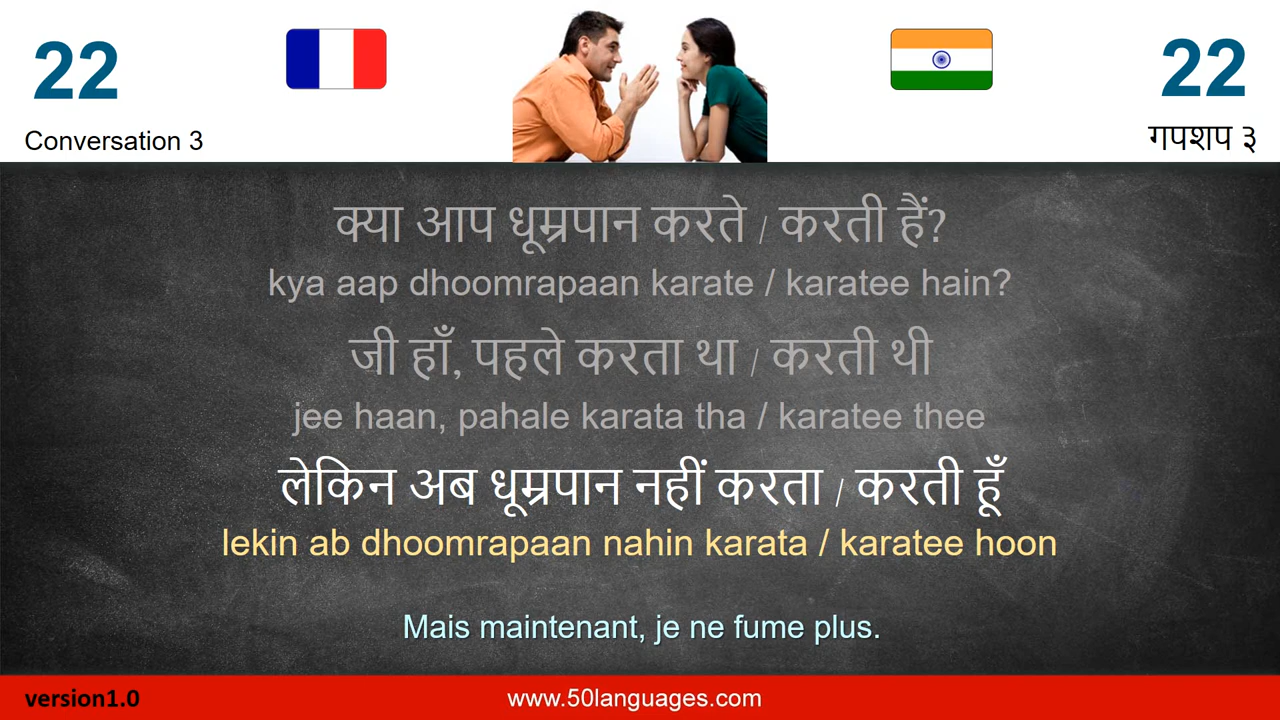 22
Conversation 3
22
गपशप ३
क्या आप धूम्रपान करते / करती हैं?
kya aap dhoomrapaan karate / karatee hain?
जी हाँ, पहले करता था / करती थी
jee haan, pahale karata tha / karatee thee
लेकिन अब धूम्रपान नहीं करता / करती हूँ
lekin ab dhoomrapaan nahin karata / karatee hoon
Mais maintenant, je ne fume plus.
version1.0
www.50languages.com